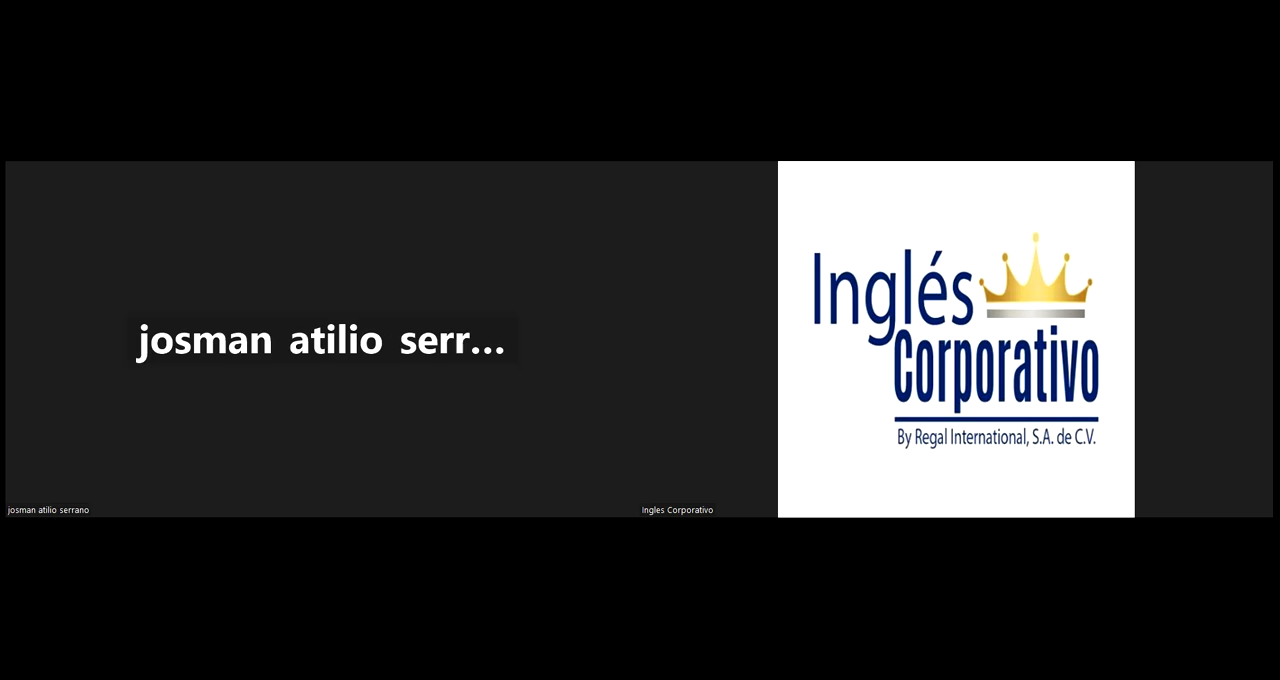 josman atilio serr...
josman atilio serrano
Inglés
Corporativo
By Regal International, S.A. de C.V.
Ingles Corporativo